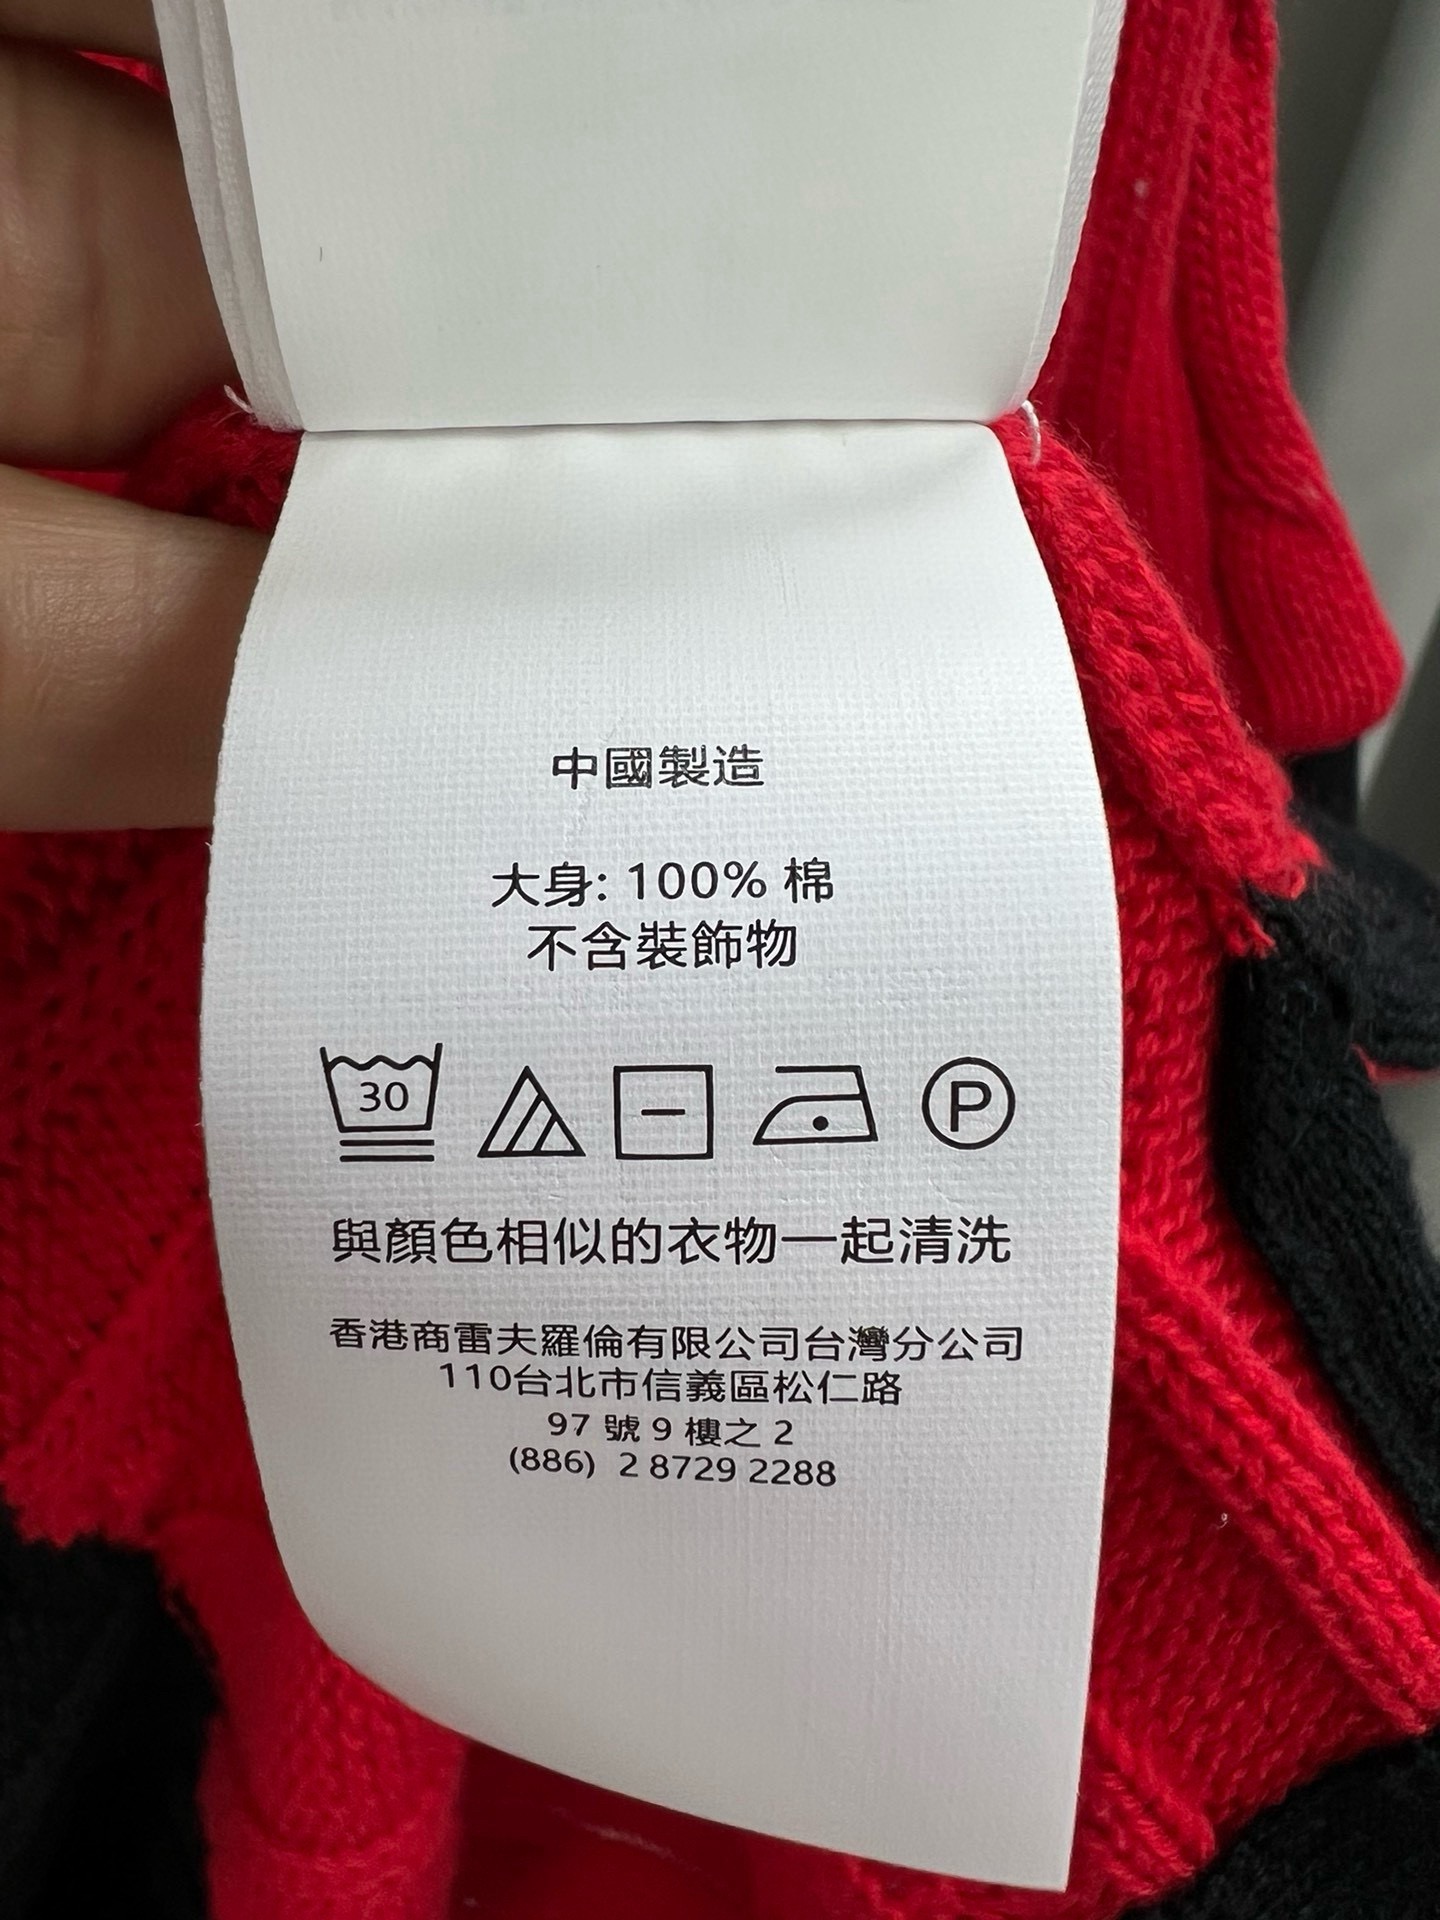 中國製造
大身: 100% 棉
不含裝飾物
30 P
與顏色相似的衣物一起清洗
香港商雷夫羅倫有限公司台灣分公司
110台北市信義區松仁路
97 號 9 樓之 2
(886) 2 8729 2288